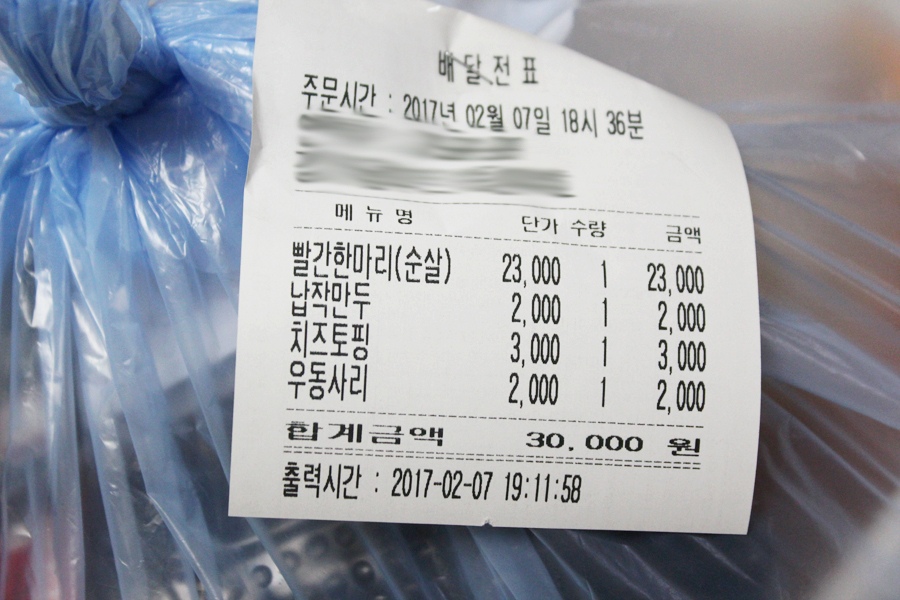 배달전표
주문시간 : 2017년 02월 07일 18시 36분
메뉴명 단가 수량 금액
빨간한마리(순살) 23,000 1 23,000
납작만두 2,000 1 2,000
치즈토핑 3,000 1 3,000
우동사리 2,000 1 2,000
합계금액 30,000 원
출력시간 : 2017-02-07 19:11:58